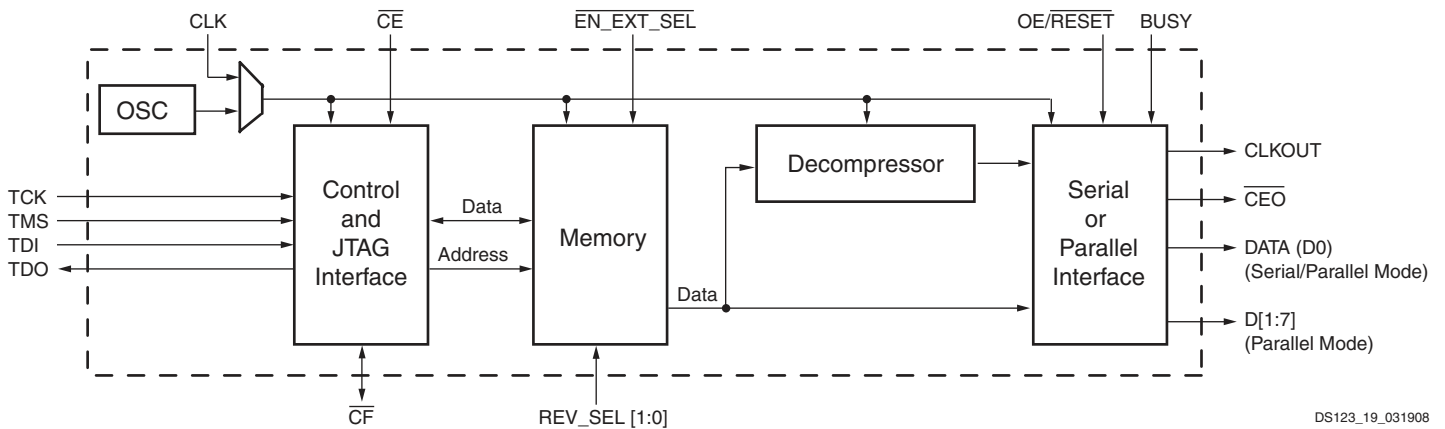 CLK
CE
EN_EXT_SEL
OE/RESET
BUSY
OSC
Control
and
JTAG
Interface
Memory
Decompressor
Serial
or
Parallel
Interface
TCK
TMS
TDI
TDO
Data
Address
Data
CLKOUT
CEO
DATA (D0)
(Serial/Parallel Mode)
D[1:7]
(Parallel Mode)
CF
REV_SEL [1:0]
DS123_19_031908